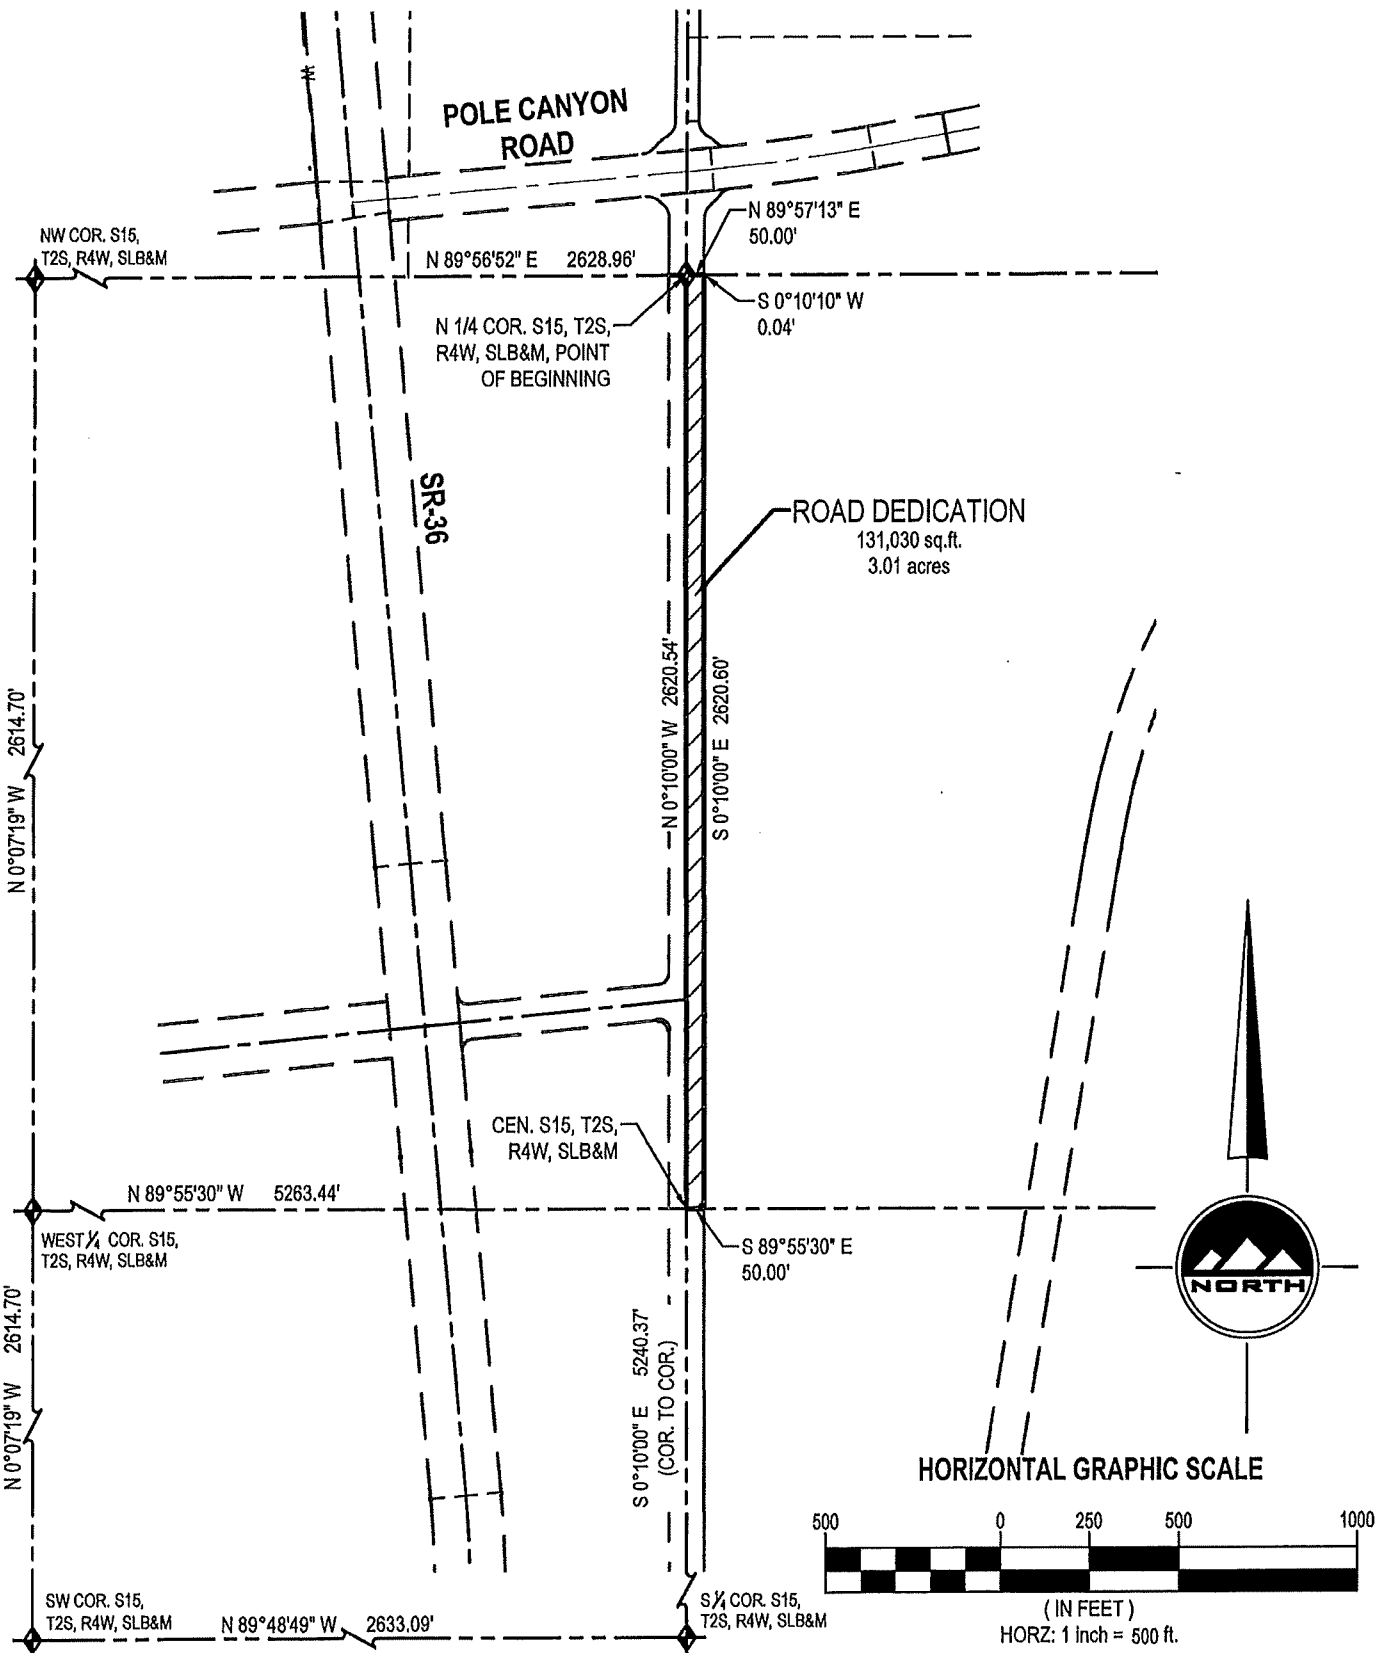 POLE CANYON
ROAD
W
NW COR. S15,
T2S, R4W, SLB&M
N 89°56'52" E 2628.96'
N 89°57'13" E
50.00'
S 0°10'10" W
0.04'
N 1/4 COR. S15, T2S,
R4W, SLB&M, POINT
OF BEGINNING
SR-36
ROAD DEDICATION
131,030 sq.ft.
3.01 acres
N 0°07'19" W 2614.70'
N 0°10'00" W 2620.54'
S 0°10'00" E 2620.60'
CEN. S15, T2S,
R4W, SLB&M
N 89°55'30" W 5263.44'
WEST 1/4 COR. S15,
T2S, R4W, SLB&M
S 89°55'30" E
50.00'
NORTH
N 0°07'19" W 2614.70'
S 0°10'00" E 5240.37'
(COR. TO COR.)
HORIZONTAL GRAPHIC SCALE
500 0 250 500 1000
( IN FEET )
HORZ: 1 inch = 500 ft.
SW COR. S15,
T2S, R4W, SLB&M
N 89°48'49" W 2633.09'
S 1/4 COR. S15,
T2S, R4W, SLB&M